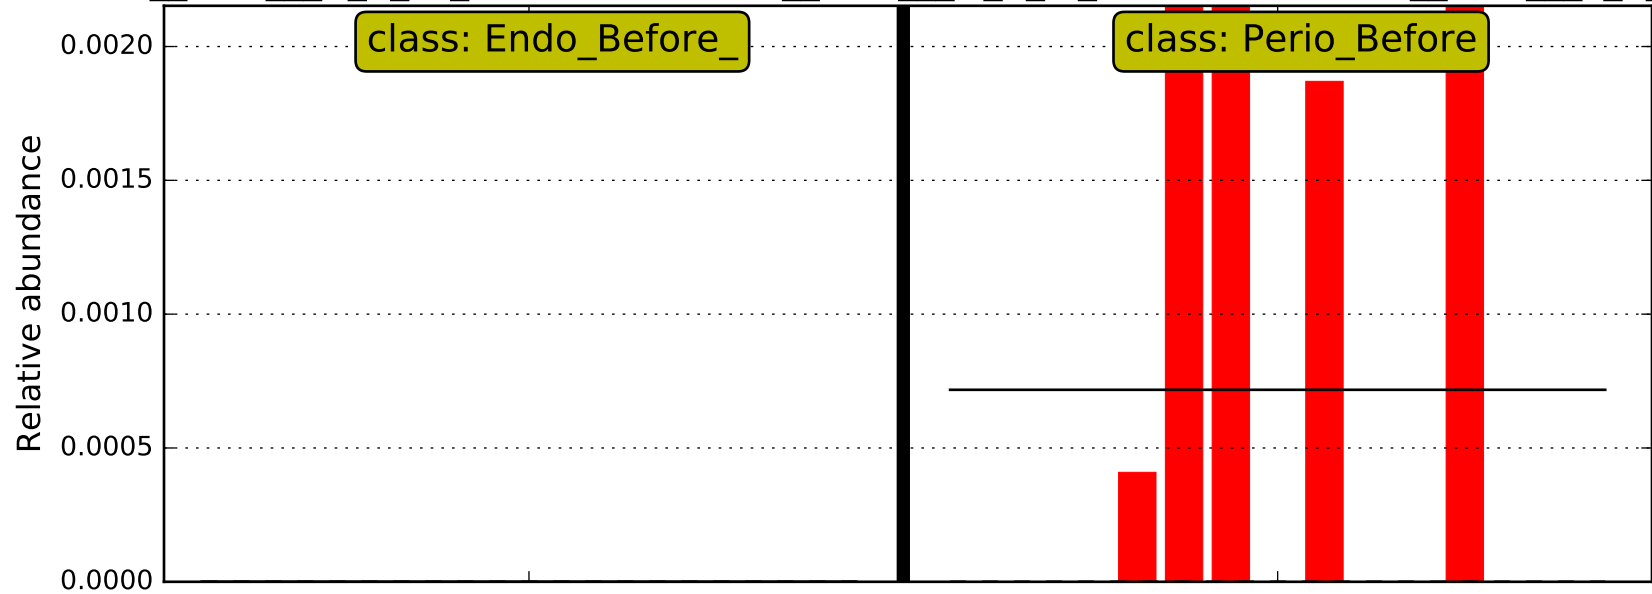 class: Endo_Before_
class: Perio_Before
Relative abundance
0.0020
0.0015
0.0010
0.0005
0.0000